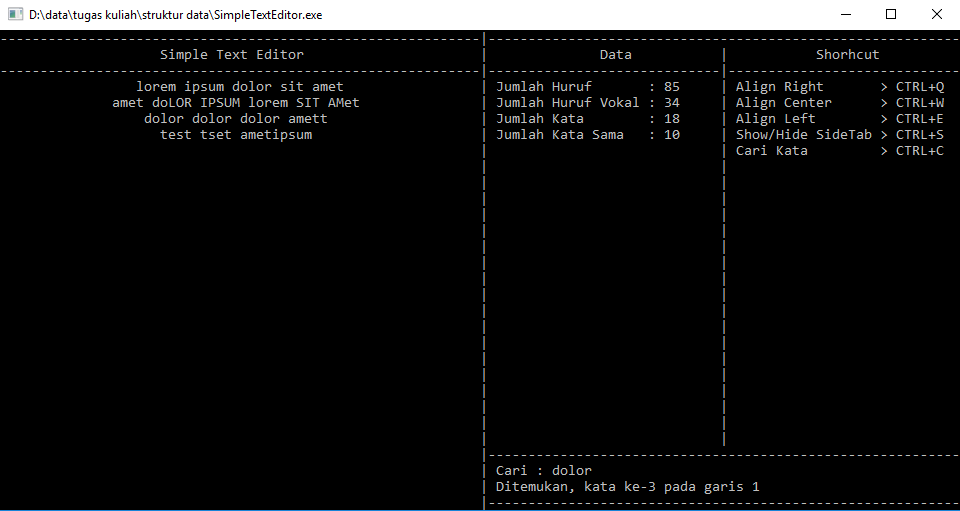 D:\data\tugas kuliah\struktur data\SimpleTextEditor.exe
Simple Text Editor
lorem ipsum dolor sit amet
amet doLOR IPSUM lorem SIT AMet
dolor dolor dolor amett
test tset ametipsum
Data
Jumlah Huruf : 85
Jumlah Huruf Vokal : 34
Jumlah Kata : 18
Jumlah Kata Sama : 10
Shorhcut
Align Right > CTRL+Q
Align Center > CTRL+W
Align Left > CTRL+E
Show/Hide SideTab > CTRL+S
Cari Kata > CTRL+C
Cari : dolor
Ditemukan, kata ke-3 pada garis 1